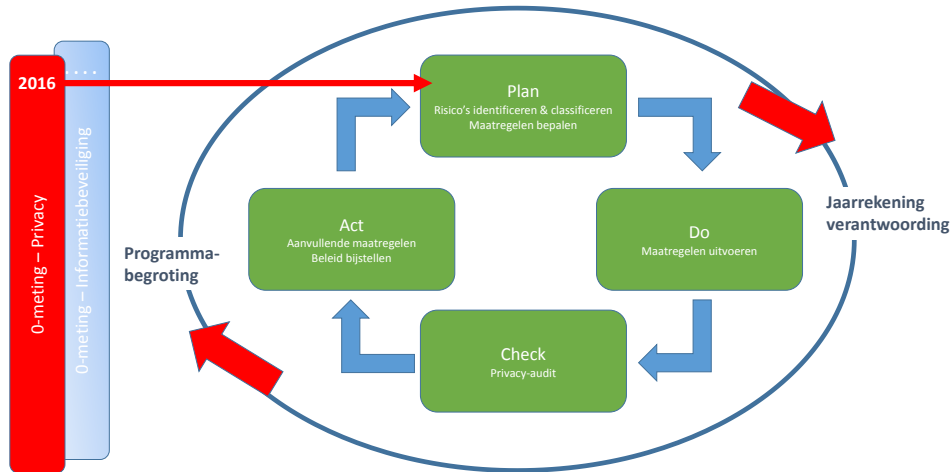 2016
0-meting – Privacy
....
0-meting – Informatiebeveiliging
Plan
Risico's identificeren & classificeren
Maatregelen bepalen
Act
Aanvullende maatregelen
Beleid bijstellen
Do
Maatregelen uitvoeren
Check
Privacy-audit
Programma-
begroting
Jaarrekening
verantwoording